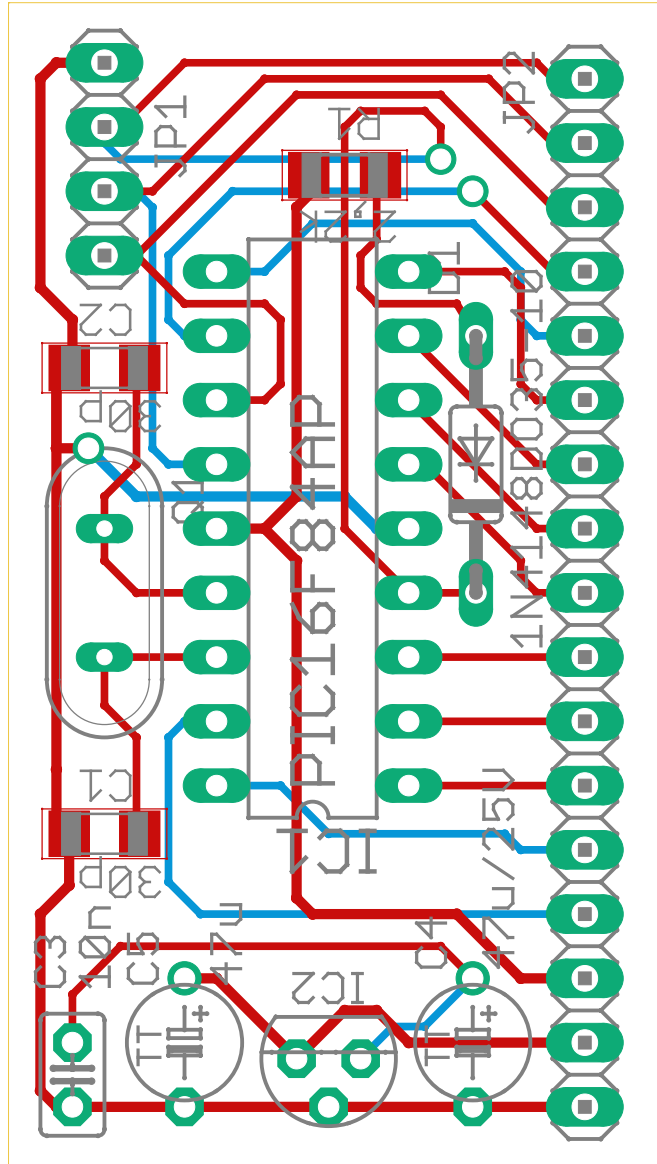 JP1
JP2
R1
2.2K
D1
C2
30p
Q1
PIC16F84AP
1N4148DO35-10
C1
30p
IC1
C3
10n
C5
47u
C4
47u/25V
IC2
TT
+
TT
+